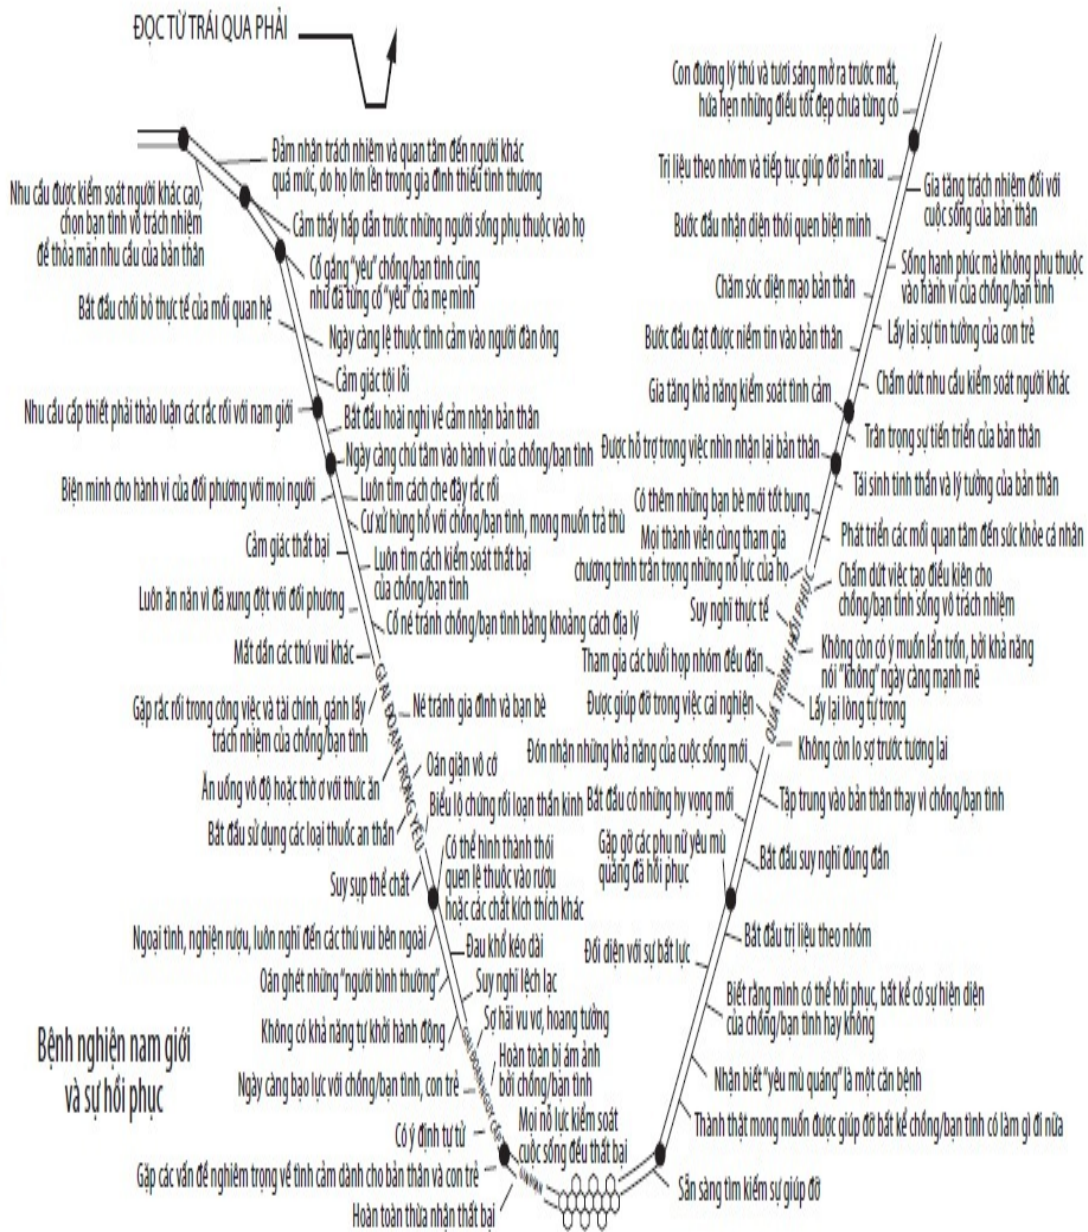 ĐỌC TỪ TRÁI QUA PHẢI
Đảm nhận trách nhiệm và quan tâm đến người khác
quá mức, do họ lớn lên trong gia đình thiếu tình thương
Nhu cầu được kiểm soát người khác cao,
chọn bạn tình vô trách nhiệm
để thỏa mãn nhu cầu của bản thân
Cảm thấy hấp dẫn trước những người sống phụ thuộc vào họ
Cố gắng “yêu” chồng/bạn tình cũng
như đã từng cố “yêu” cha mẹ mình
Bắt đầu chối bỏ thực tế của mối quan hệ
Ngày càng lệ thuộc tình cảm vào người đàn ông
Cảm giác tội lỗi
Nhu cầu cấp thiết phải thảo luận các rắc rối với nam giới
Bắt đầu hoài nghi về cảm nhận bản thân
Ngày càng chú tâm vào hành vi của chồng/bạn tình
Biện minh cho hành vi của đối phương với mọi người
Luôn tìm cách che đậy rắc rối
Cư xử hùng hổ với chồng/bạn tình, mong muốn trả thù
Cảm giác thất bại
Luôn tìm cách kiểm soát thất bại
của chồng/bạn tình
Luôn ăn năn vì đã xung đột với đối phương
Cố né tránh chồng/bạn tình bằng khoảng cách địa lý
Mất dần các thú vui khác
GIAI ĐOẠN TRỌNG YẾU
Gặp rắc rối trong công việc và tài chính, gánh lấy
trách nhiệm của chồng/bạn tình
Né tránh gia đình và bạn bè
Oán giận vô cớ
Ăn uống vô độ hoặc thờ ơ với thức ăn
Biểu lộ chứng rối loạn thần kinh
Bắt đầu sử dụng các loại thuốc an thần
Có thể hình thành thói
quen lệ thuộc vào rượu
hoặc các chất kích thích khác
Suy sụp thể chất
Ngoại tình, nghiện rượu, luôn nghĩ đến các thú vui bên ngoài
Đau khổ kéo dài
Oán ghét những “người bình thường”
Suy nghĩ lệch lạc
Không có khả năng tự khởi hành động
Sợ hãi vu vơ, hoang tưởng
GIAI ĐOẠN NGUY CẤP
Hoàn toàn bị ám ảnh
bởi chồng/bạn tình
Ngày càng bạo lực với chồng/bạn tình, con trẻ
Mọi nỗ lực kiểm soát
cuộc sống đều thất bại
Có ý định tự tử
Gặp các vấn đề nghiêm trọng về tình cảm dành cho bản thân và con trẻ
Hoàn toàn thừa nhận thất bại
Bệnh nghiện nam giới
và sự hồi phục
Con đường lý thú và tươi sáng mở ra trước mắt,
hứa hẹn những điều tốt đẹp chưa từng có
Trị liệu theo nhóm và tiếp tục giúp đỡ lẫn nhau
Gia tăng trách nhiệm đối với
cuộc sống của bản thân
Bước đầu nhận diện thói quen biện minh
Sống hạnh phúc mà không phụ thuộc
vào hành vi của chồng/bạn tình
Chăm sóc diện mạo bản thân
Lấy lại sự tin tưởng của con trẻ
Bước đầu đạt được niềm tin vào bản thân
Chấm dứt nhu cầu kiểm soát người khác
Gia tăng khả năng kiểm soát tình cảm
Trân trọng sự tiến triển của bản thân
Được hỗ trợ trong việc nhìn nhận lại bản thân
Tái sinh tinh thần và lý tưởng của bản thân
Có thêm những bạn bè mới tốt bụng
Phát triển các mối quan tâm đến sức khỏe cá nhân
Mọi thành viên cùng tham gia
chương trình trân trọng những nỗ lực của họ
Chấm dứt việc tạo điều kiện cho
chồng/bạn tình sống vô trách nhiệm
QUÁ TRÌNH HỒI PHỤC
Suy nghĩ thực tế
Không còn có ý muốn lẩn trốn, bởi khả năng
nói “không” ngày càng mạnh mẽ
Tham gia các buổi họp nhóm đều đặn
Lấy lại lòng tự trọng
Được giúp đỡ trong việc cai nghiện
Không còn lo sợ trước tương lai
Đón nhận những khả năng của cuộc sống mới
Tập trung vào bản thân thay vì chồng/bạn tình
Bắt đầu có những hy vọng mới
Bắt đầu suy nghĩ đúng đắn
Gặp gỡ các phụ nữ yêu mù
quáng đã hồi phục
Bắt đầu trị liệu theo nhóm
Đối diện với sự bất lực
Biết rằng mình có thể hồi phục, bất kể có sự hiện diện
của chồng/bạn tình hay không
Nhận biết “yêu mù quáng” là một căn bệnh
Thành thật mong muốn được giúp đỡ bất kể chồng/bạn tình có làm gì đi nữa
Sẵn sàng tìm kiếm sự giúp đỡ